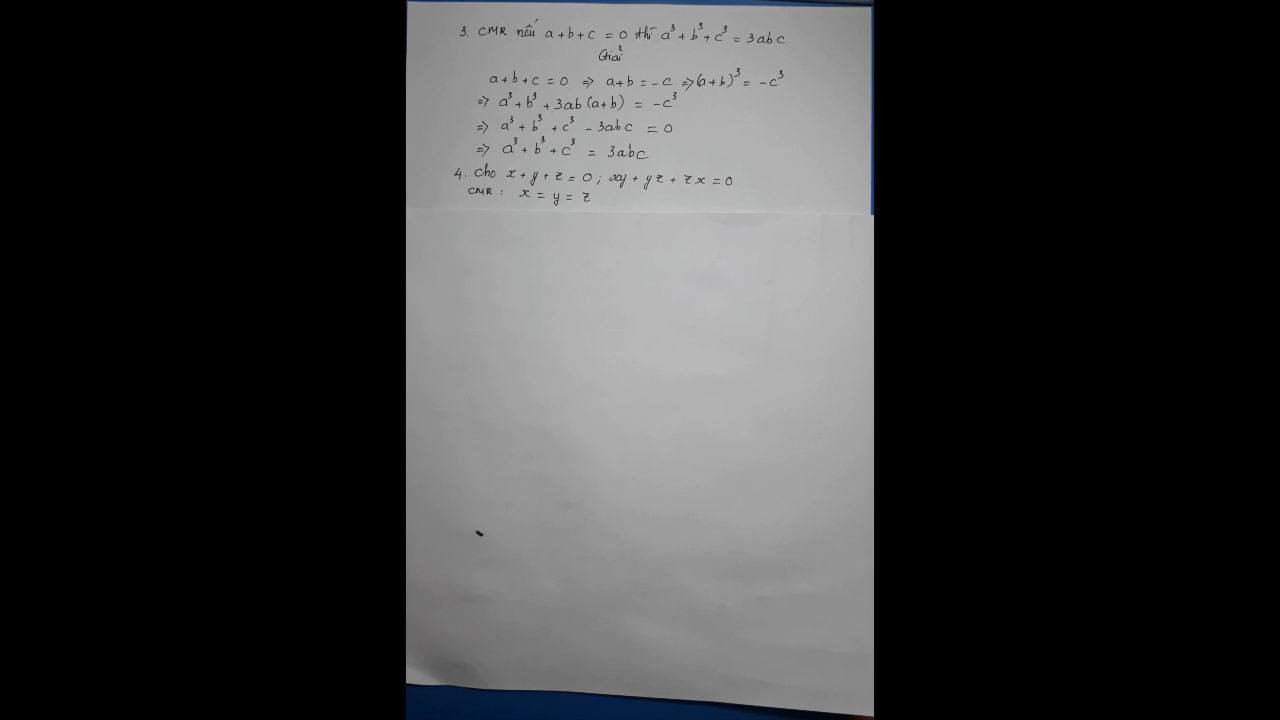 3. CMR nếu a+b+c = 0 thì a³ + b³ + c³ = 3abc
Giải
a+b+c = 0 => a+b = -c => (a+b)³ = -c³
=> a³ + b³ + 3ab(a+b) = -c³
=> a³ + b³ + c³ - 3abc = 0
=> a³ + b³ + c³ = 3abc
4. Cho x + y + z = 0 ; xy + yz + zx = 0
CMR : x = y = z